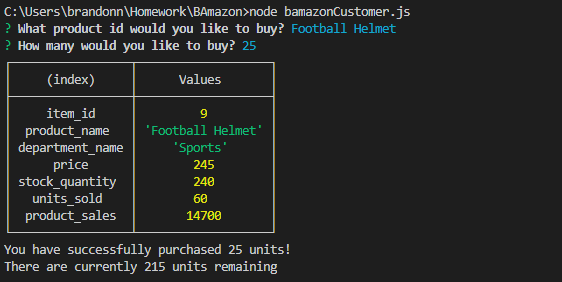 C:\Users\brandonn\Homework\BAmazon>node bamazonCustomer.js
? What product id would you like to buy? Football Helmet
? How many would you like to buy? 25
(index) Values
item_id 9
product_name 'Football Helmet'
department_name 'Sports'
price 245
stock_quantity 240
units_sold 60
product_sales 14700
You have successfully purchased 25 units!
There are currently 215 units remaining